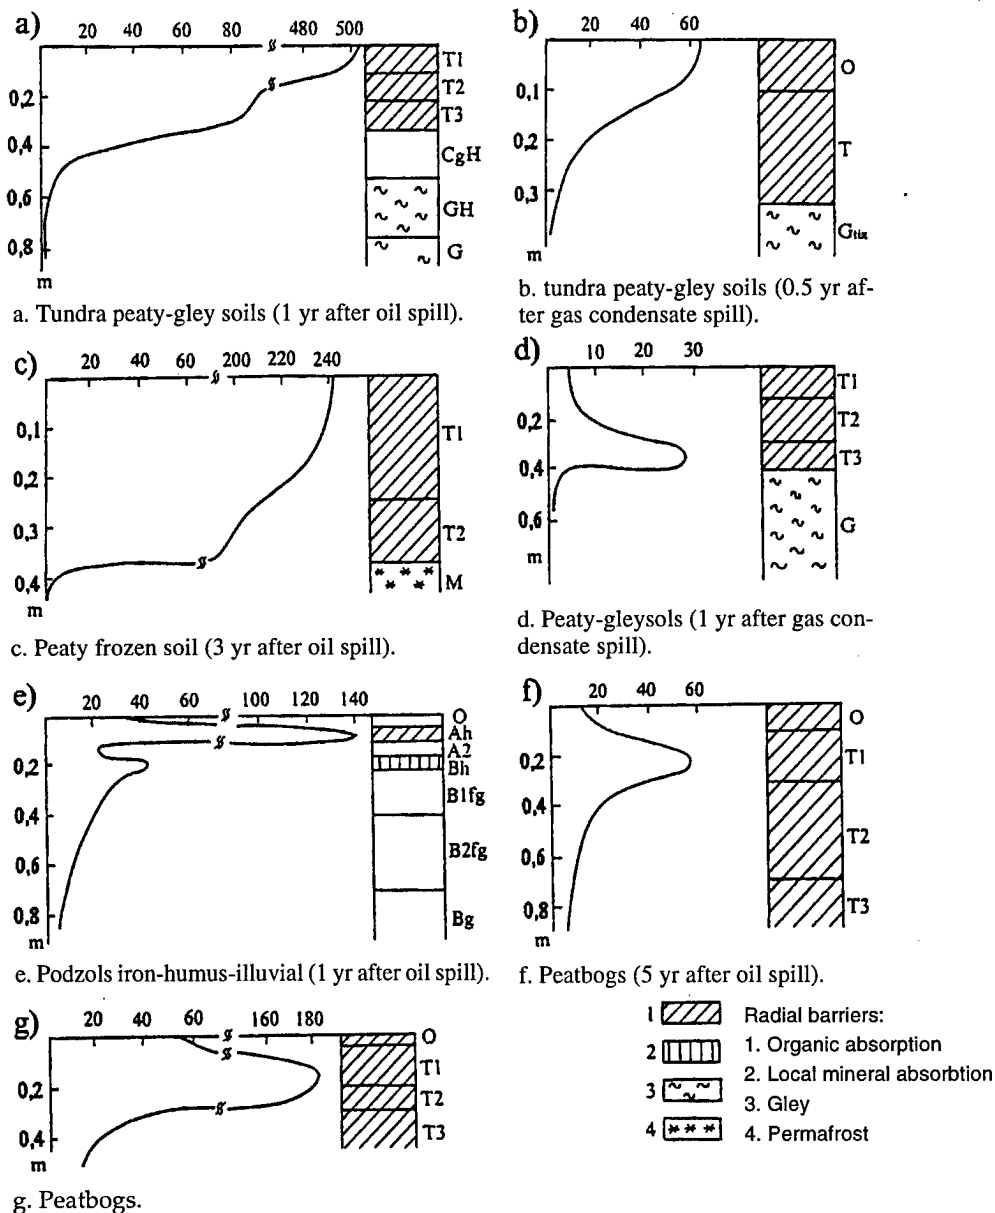 a)
20 40 60 80 480 500
0,2
0,4
0,6
0,8
m
T1
T2
T3
CgH
GH
G
a. Tundra peaty-gley soils (1 yr after oil spill).
b)
20 40 60
0,1
0,2
0,3
m
O
T
Gtix
b. tundra peaty-gley soils (0.5 yr af-
ter gas condensate spill).
c)
20 40 60 200 220 240
0,1
0,2
0,3
0,4
m
T1
T2
M
c. Peaty frozen soil (3 yr after oil spill).
d)
10 20 30
0,2
0,4
0,6
m
T1
T2
T3
G
d. Peaty-gleysols (1 yr after gas con-
densate spill).
e)
20 40 100 120 140
0,2
0,4
0,6
0,8
m
O
Ah
A2
Bh
B1fg
B2fg
Bg
e. Podzols iron-humus-illuvial (1 yr after oil spill).
f)
20 40 60
0,2
0,4
0,6
0,8
m
O
T1
T2
T3
f. Peatbogs (5 yr after oil spill).
g)
20 40 60 160 180
0,2
0,4
m
O
T1
T2
T3
g. Peatbogs.
1 Radial barriers:
2 1. Organic absorption
3 2. Local mineral absorbtion
4 3. Gley
4. Permafrost